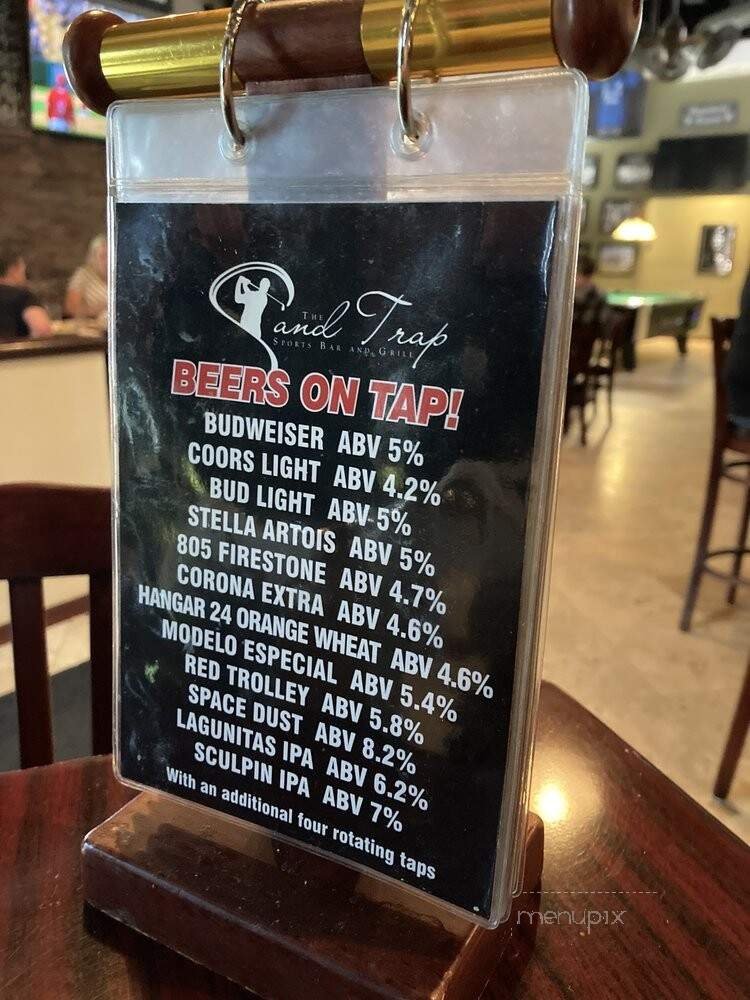 The
Sand Trap
Sports Bar and Grill
BEERS ON TAP!
BUDWEISER ABV 5%
COORS LIGHT ABV 4.2%
BUD LIGHT ABV 5%
STELLA ARTOIS ABV 5%
805 FIRESTONE ABV 4.7%
CORONA EXTRA ABV 4.6%
HANGAR 24 ORANGE WHEAT ABV 4.6%
MODELO ESPECIAL ABV 5.4%
RED TROLLEY ABV 5.8%
SPACE DUST ABV 8.2%
LAGUNITAS IPA ABV 6.2%
SCULPIN IPA ABV 7%
With an additional four rotating taps
menupix